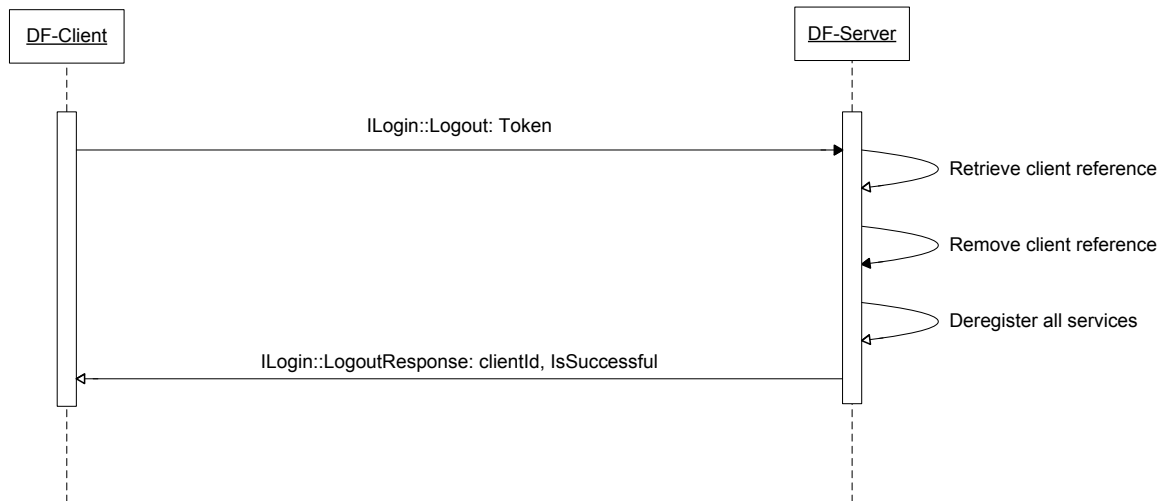 DF-Client
DF-Server
ILogin::Logout: Token
Retrieve client reference
Remove client reference
Deregister all services
ILogin::LogoutResponse: clientId, IsSuccessful